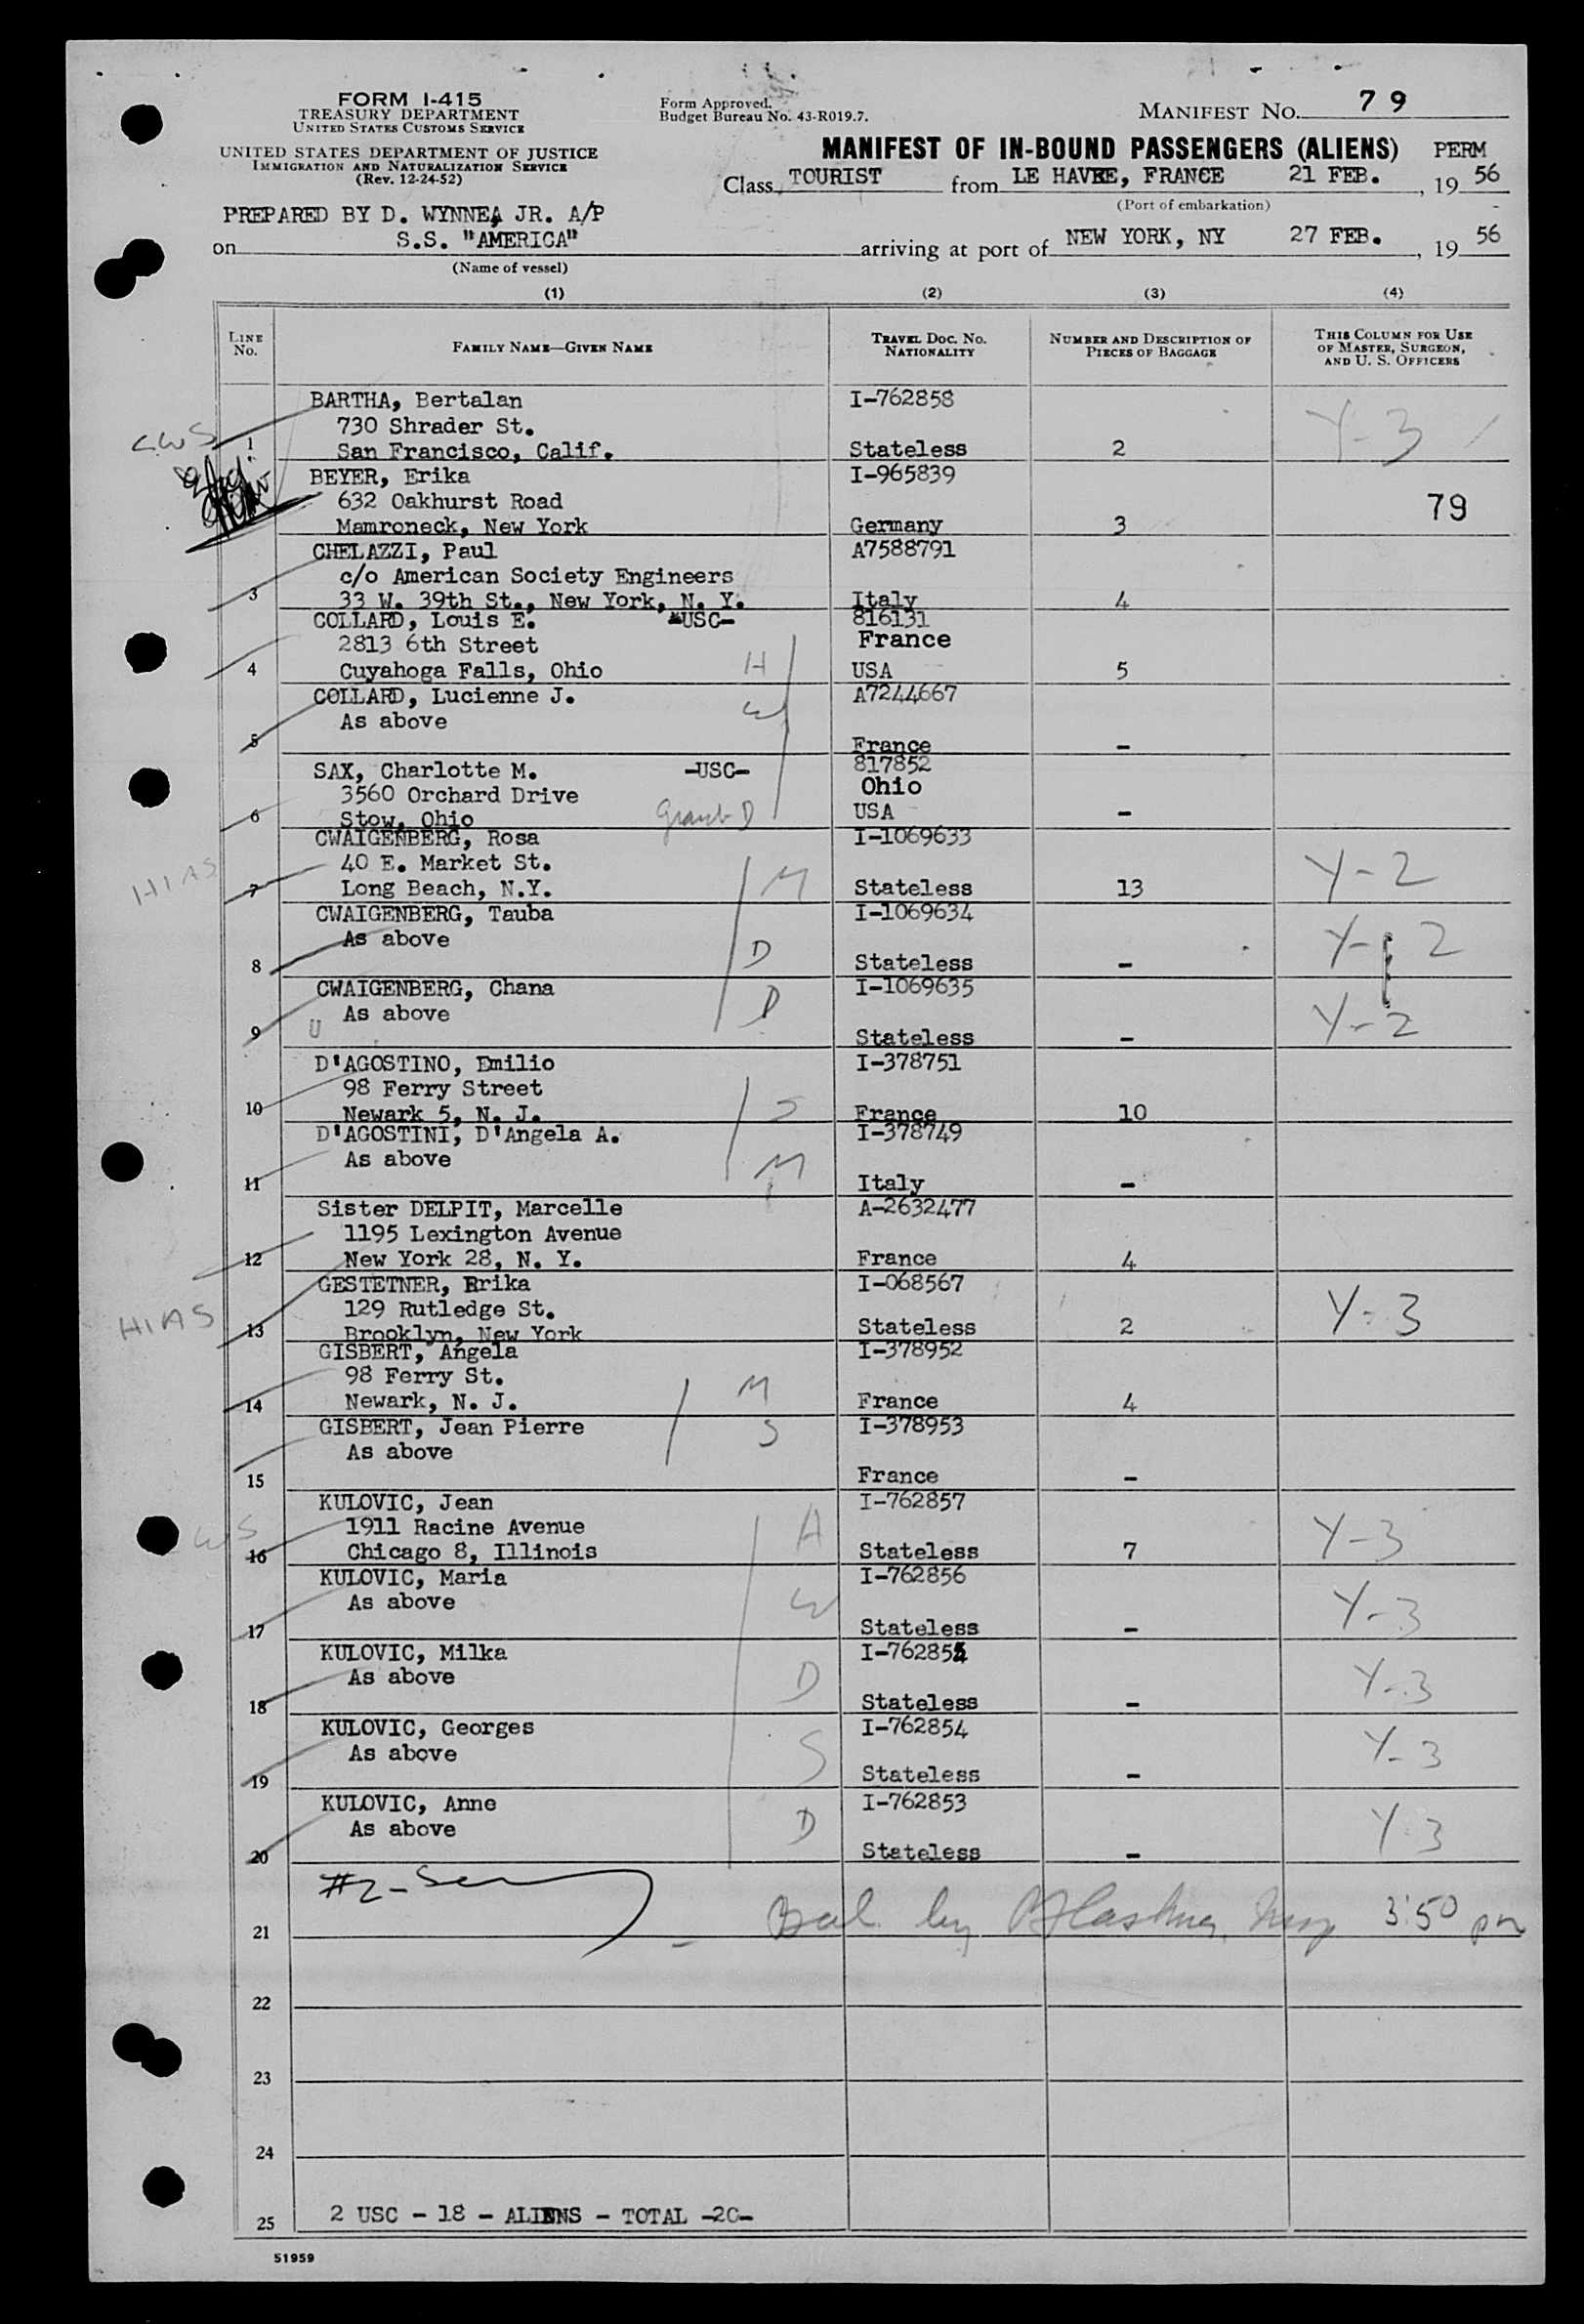 FORM I-415
TREASURY DEPARTMENT
UNITED STATES CUSTOMS SERVICE
UNITED STATES DEPARTMENT OF JUSTICE
IMMIGRATION AND NATURALIZATION SERVICE
(Rev. 12-24-52)
Form Approved.
Budget Bureau No. 43-R019.7.
MANIFEST NO. 79
MANIFEST OF IN-BOUND PASSENGERS (ALIENS) PERM
Class TOURIST from LE HAVRE, FRANCE 21 FEB. , 19 56
(Port of embarkation)
PREPARED BY D. WYNNE, JR. A/P
on S.S. "AMERICA" arriving at port of NEW YORK, NY 27 FEB. , 19 56
(Name of vessel)
(1) (2) (3) (4)
LINE NO. FAMILY NAME—GIVEN NAME TRAVEL DOC. NO. NATIONALITY NUMBER AND DESCRIPTION OF PIECES OF BAGGAGE THIS COLUMN FOR USE OF MASTER, SURGEON, AND U. S. OFFICERS
BARTHA, Bertalan I-762858
730 Shrader St. Y-3
1 San Francisco, Calif. Stateless 2
BEYER, Erika I-965839
632 Oakhurst Road 79
Mamroneck, New York Germany 3
CHELAZZI, Paul A7588791
c/o American Society Engineers
3 33 W. 39th St., New York, N. Y. Italy 4
COLLARD, Louis E. -USC- 816131
2813 6th Street France
4 Cuyahoga Falls, Ohio H USA 5
COLLARD, Lucienne J. W A7244667
As above
5 France -
SAX, Charlotte M. -USC- 817852
3560 Orchard Drive Ohio
6 Stow, Ohio Grand D USA -
CWAIGENBERG, Rosa I-1069633
HIAS 40 E. Market St. Y-2
7 Long Beach, N.Y. M Stateless 13
CWAIGENBERG, Tauba I-1069634
As above D Y-2
8 Stateless -
CWAIGENBERG, Chana D I-1069635
U As above Y-2
9 Stateless -
D'AGOSTINO, Emilio I-378751
98 Ferry Street
10 Newark 5, N. J. S France 10
D'AGOSTINI, D'Angela A. I-378749
As above M
11 Italy -
Sister DELPIT, Marcelle A-2632477
1195 Lexington Avenue
12 New York 28, N. Y. France 4
GESTETNER, Erika I-068567
HIAS 129 Rutledge St. Y-3
13 Brooklyn, New York Stateless 2
GISBERT, Angela I-378952
98 Ferry St. M
14 Newark, N. J. France 4
GISBERT, Jean Pierre S I-378953
As above
15 France -
KULOVIC, Jean I-762857
1911 Racine Avenue Y-3
16 Chicago 8, Illinois Stateless 7
KULOVIC, Maria I-762856
As above W Y-3
17 Stateless -
KULOVIC, Milka I-762855
As above D Y-3
18 Stateless -
KULOVIC, Georges I-762854
As above S Y-3
19 Stateless -
KULOVIC, Anne I-762853
As above D Y-3
20 Stateless -
#2-
21 Bal by 3:50 pm
22
23
24
25 2 USC - 18 - ALIENS - TOTAL -20-
51959